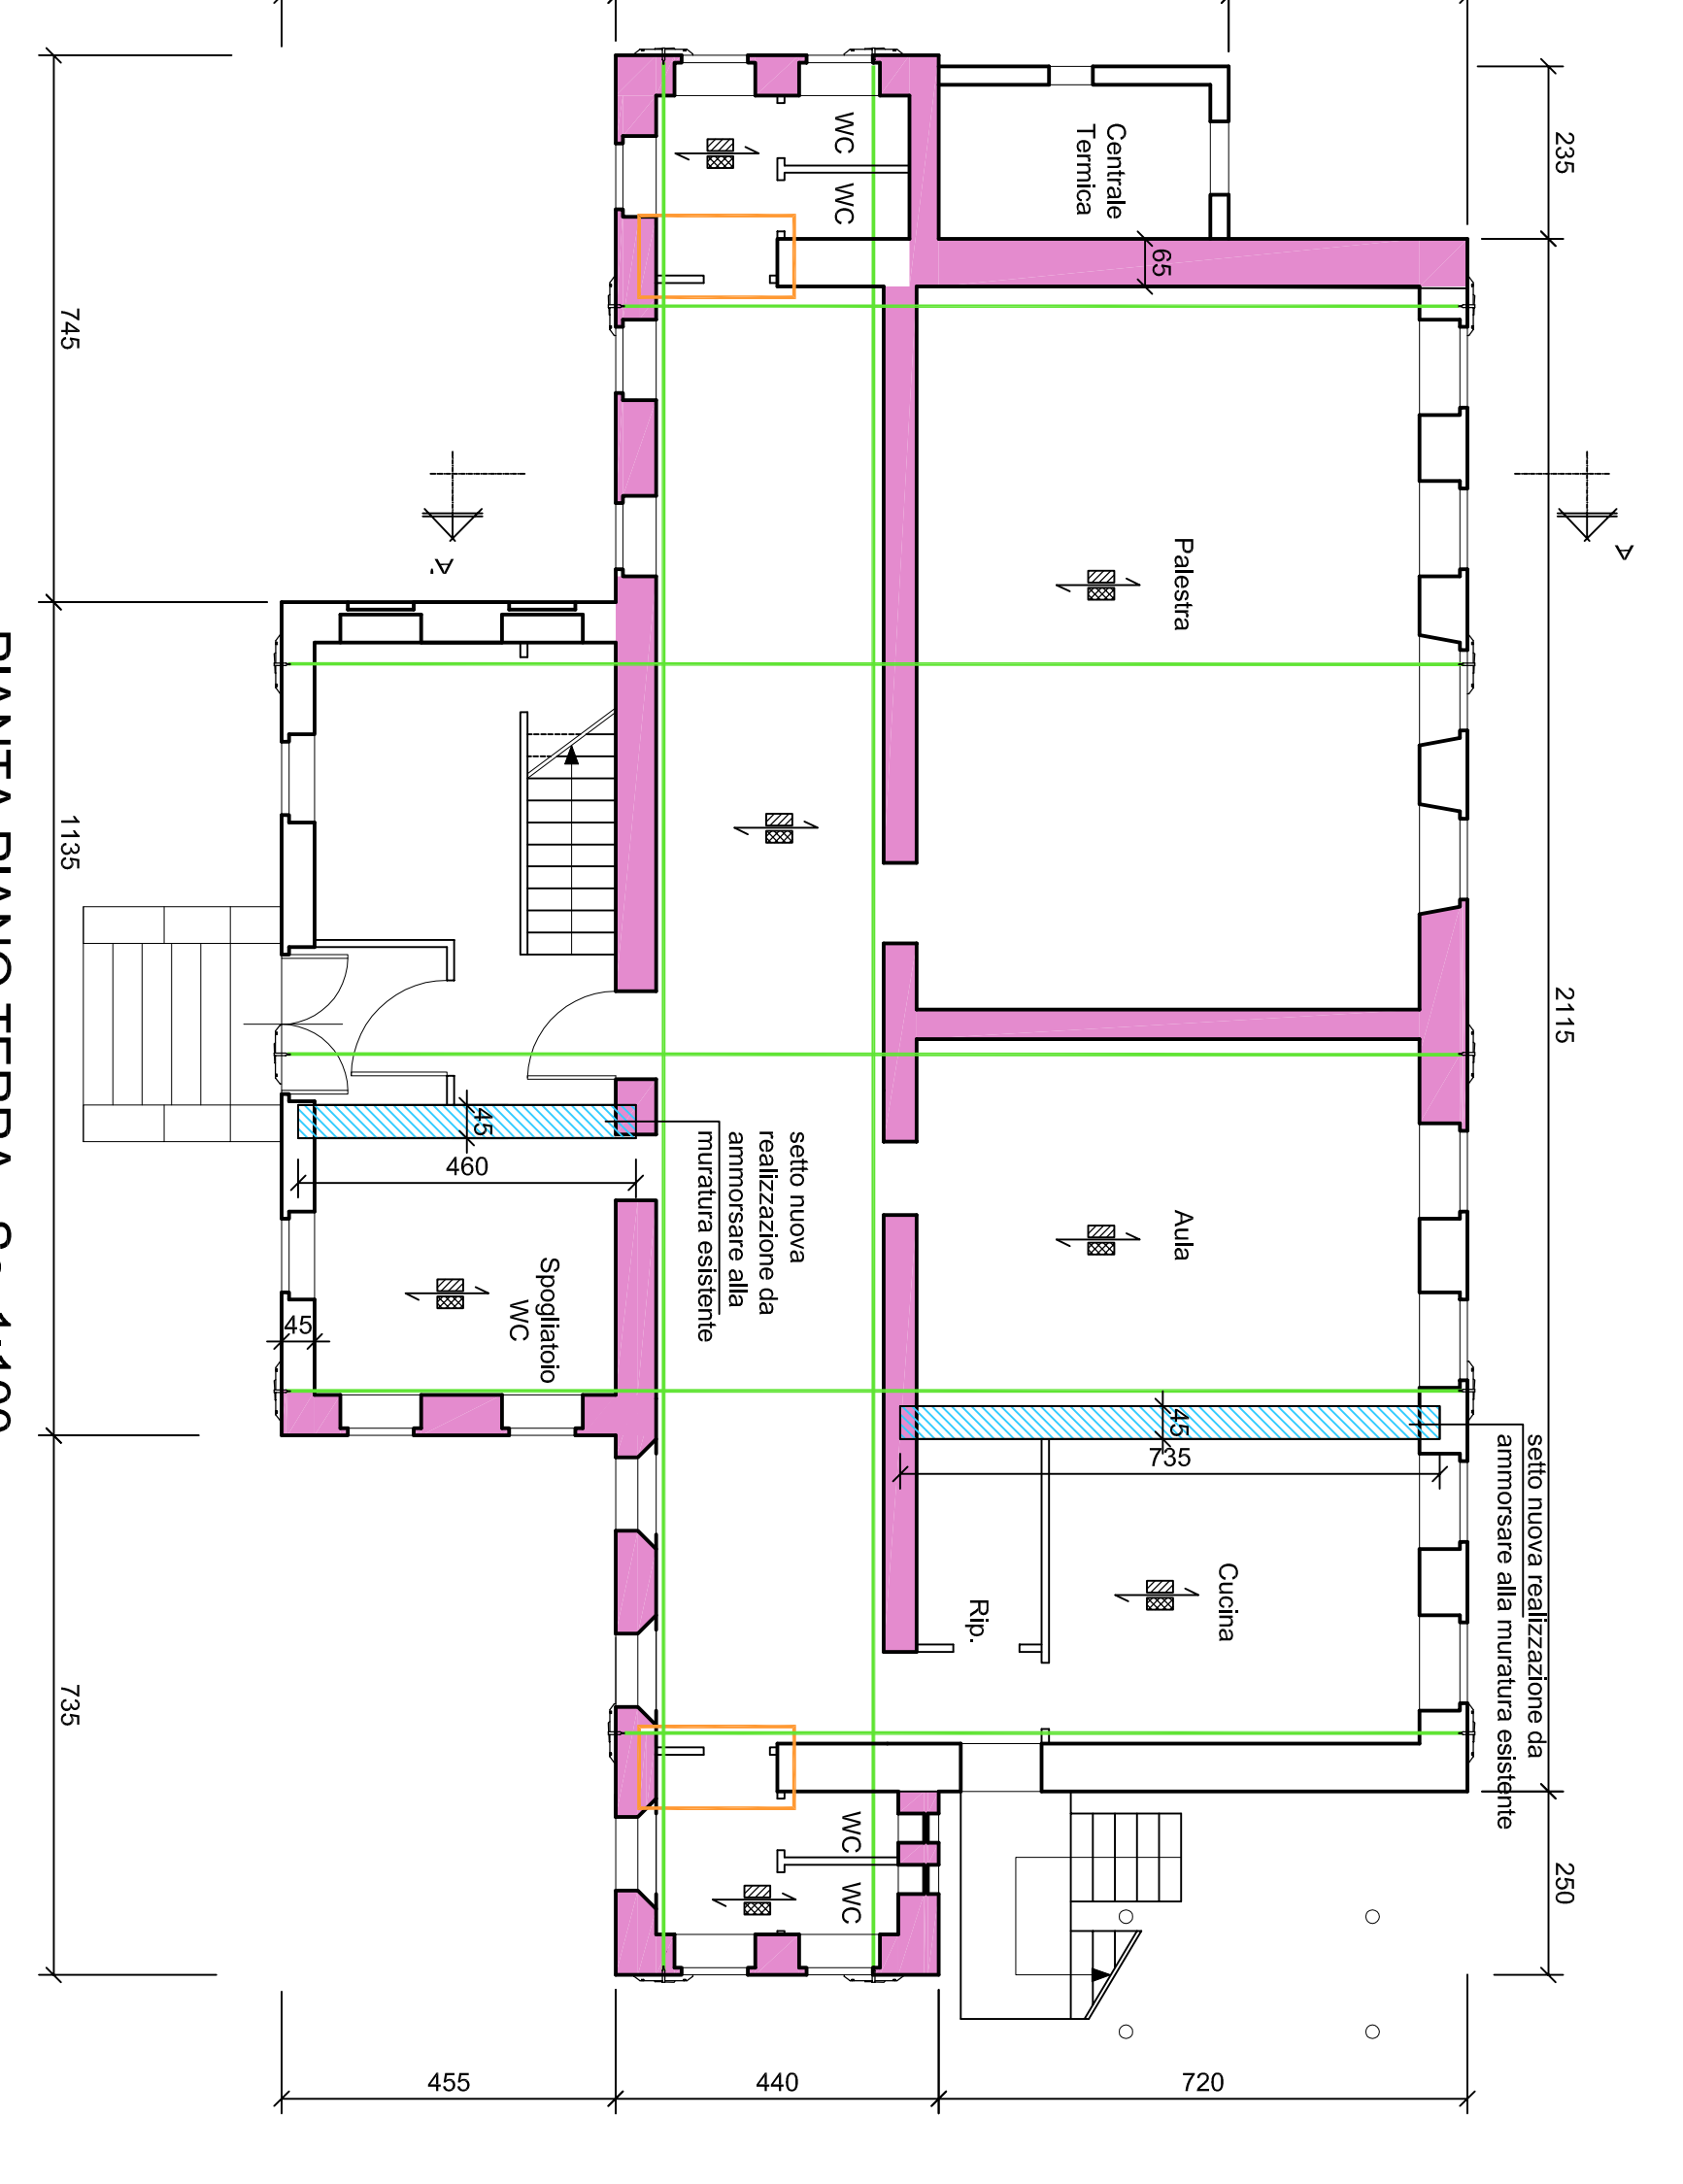 235
Centrale
Termica
WC
WC
65
745
A
A'
Palestra
1135
2115
45
460
setto nuova
realizzazione da
ammorsare alla
muratura esistente
Aula
Spogliatoio
WC
45
45
735
setto nuova realizzazione da
ammorsare alla muratura esistente
Cucina
Rip.
735
WC
WC
250
455
440
720